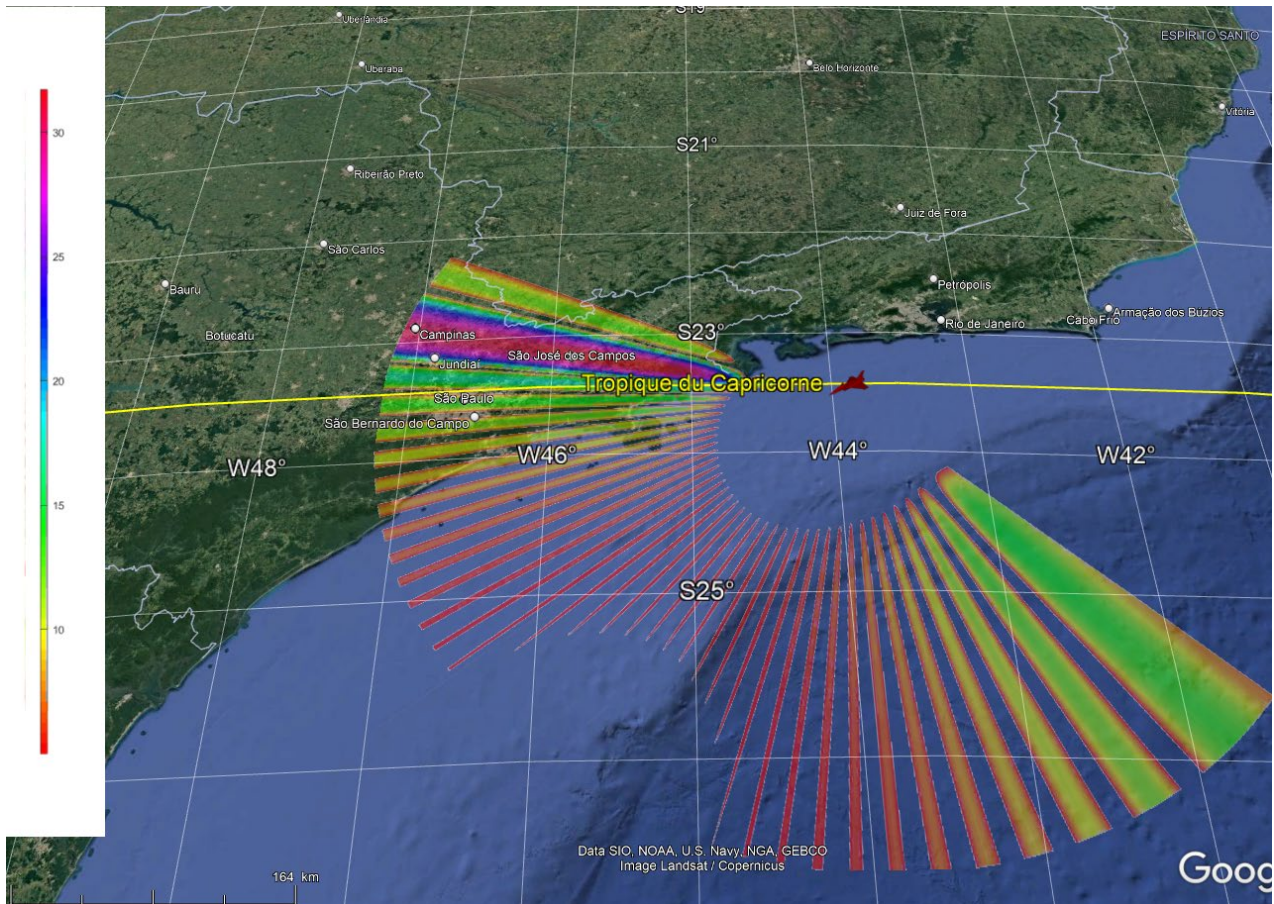 S19°
Uberlândia
ESPÍRITO SANTO
Uberaba
Belo Horizonte
Vitória
30
S21°
Ribeirão Preto
Juiz de Fora
São Carlos
25
Bauru
Petrópolis
Armação dos Búzios
Cabo Frio
Rio de Janeiro
Botucatu
Campinas
S23°
São José dos Campos
Jundiaí
20
Tropique du Capricorne
São Paulo
São Bernardo do Campo
W48°
W46°
W44°
W42°
15
S25°
10
Data SIO, NOAA, U.S. Navy, NGA, GEBCO
Image Landsat / Copernicus
164 km
Goog